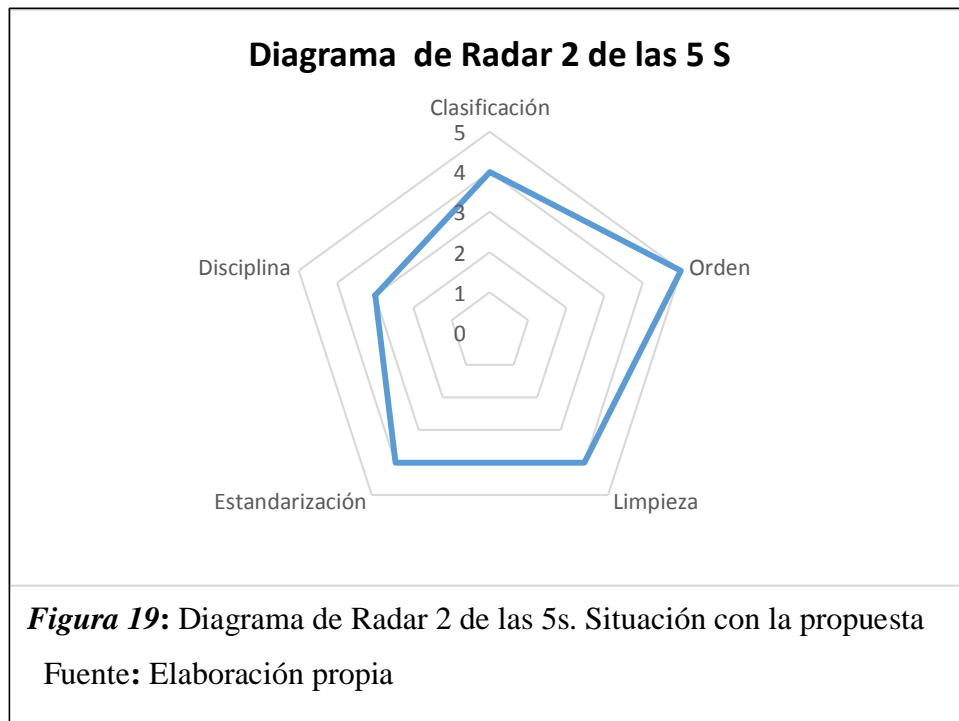 Diagrama de Radar 2 de las 5 S
Clasificación
5
4
3
2
1
0
Orden
Disciplina
Estandarización
Limpieza
Figura 19: Diagrama de Radar 2 de las 5s. Situación con la propuesta
Fuente: Elaboración propia